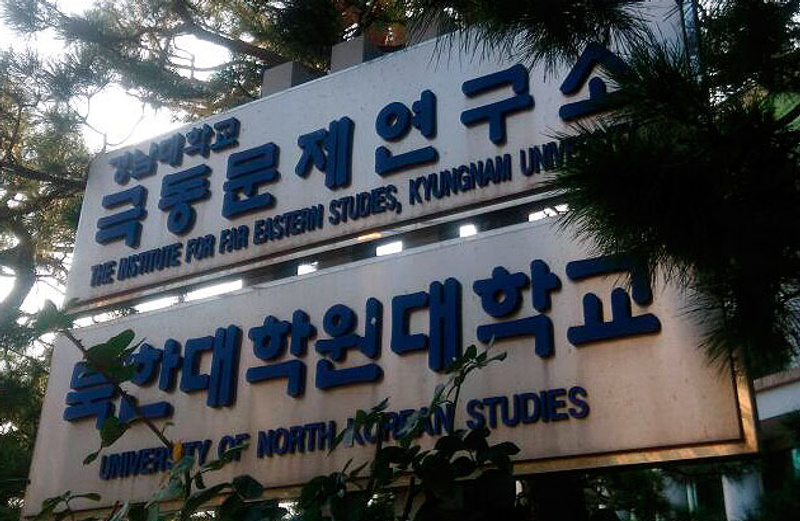 경남대학교
극동문제연구소
THE INSTITUTE FOR FAR EASTERN STUDIES, KYUNGNAM
북한대학원대학교
UNIVERSITY OF NORTH KOREAN STUDIES